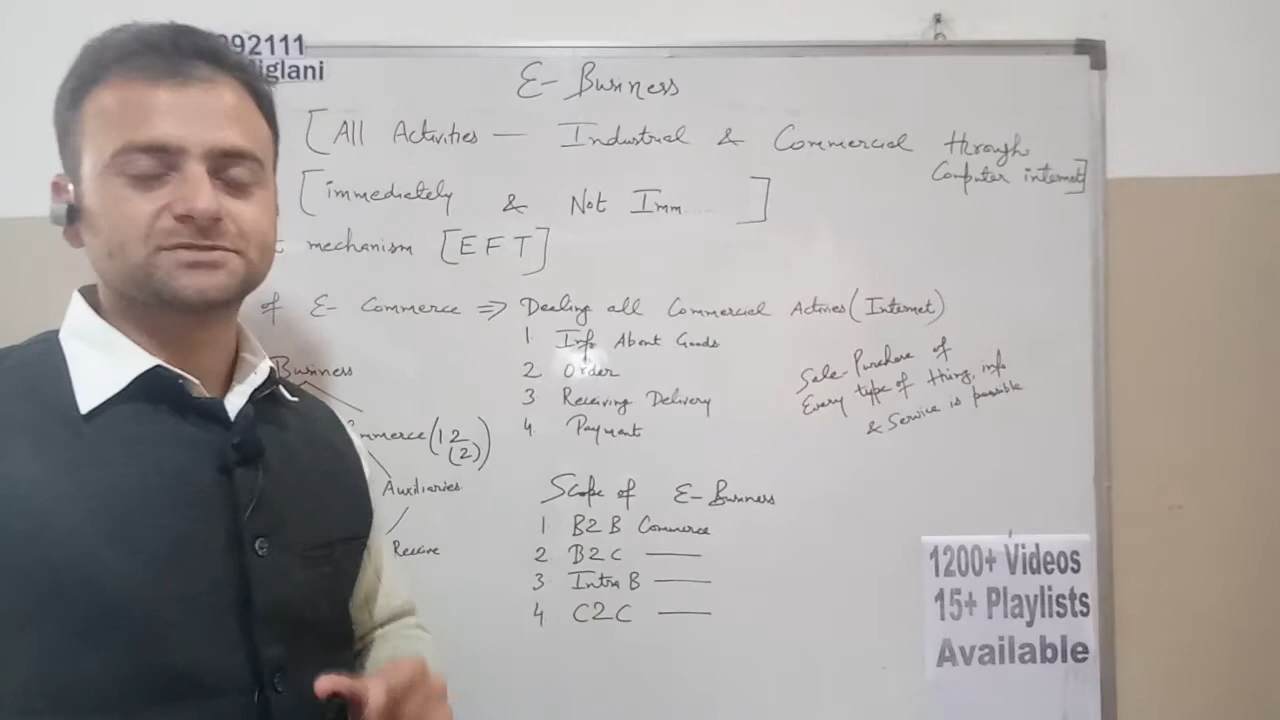 92111
iglani
E- Business
[All Activities — Industrial & Commercial through
Computer internet]
[immediately & Not Imm ]
mechanism [EFT]
of E- Commerce ⇒ Dealing all Commercial Activies (Internet)
1 Info About Goods
2 Order
3 Receiving Delivery
4 Payment
Sale-Purchase of
Every type of thing, info
& Service is possible
Business
mmerce (12
(2))
Auxiliaries
Receive
Scope of E-Business
1 B2B Commerce
2 B2C —
3 Intra B —
4 C2C —
1200+ Videos
15+ Playlists
Available